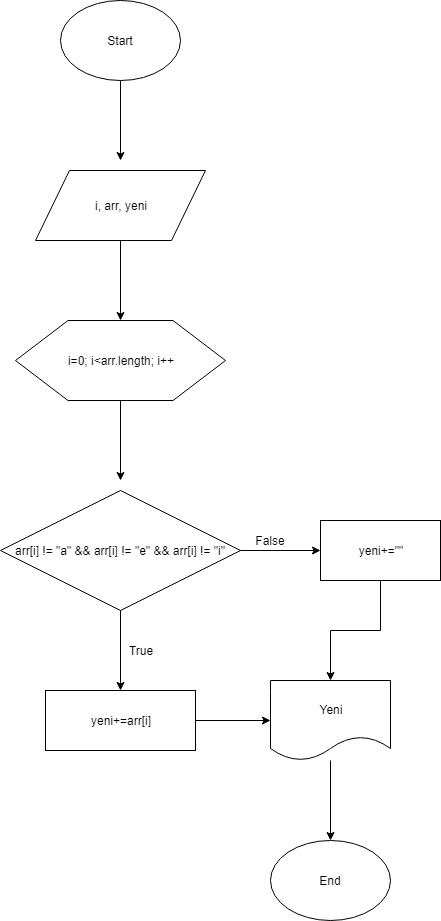 Start
i, arr, yeni
i=0; i<arr.length; i++
arr[i] != "a" && arr[i] != "e" && arr[i] != "i"
False
yeni+=""
True
yeni+=arr[i]
Yeni
End